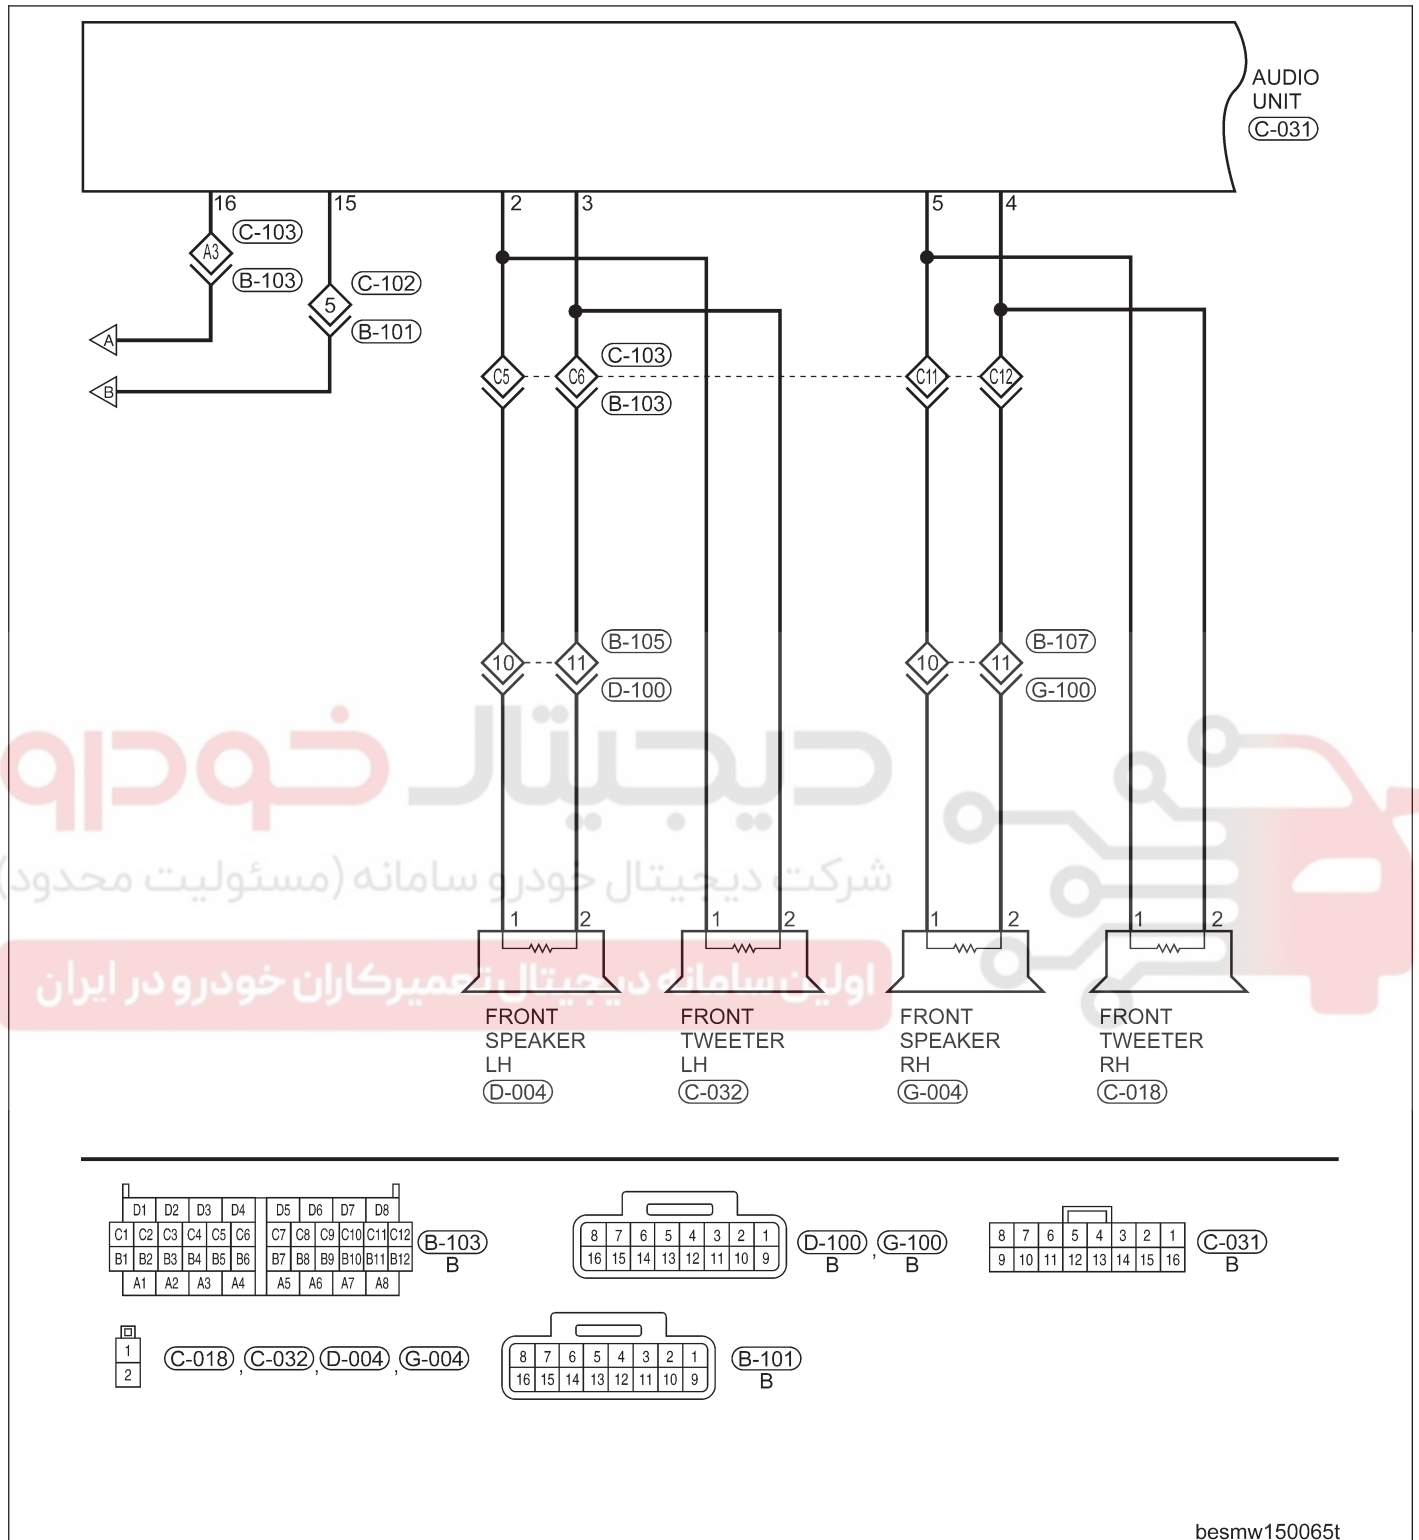 AUDIO
UNIT
C-031
16 15 2 3 5 4
C-103
A3
B-103
C-102
5
B-101
A
B
C-103
C5 C6 C11 C12
B-103
B-105 B-107
10 11 10 11
D-100 G-100
دیجیتال خودرو
شرکت دیجیتال خودرو سامانه (مسئولیت محدود)
1 2 1 2 1 2 1 2
اولین سامانه دیجیتال تعمیرکاران خودرو در ایران
FRONT FRONT FRONT FRONT
SPEAKER TWEETER SPEAKER TWEETER
LH LH RH RH
D-004 C-032 G-004 C-018
D1 D2 D3 D4 D5 D6 D7 D8
C1 C2 C3 C4 C5 C6 C7 C8 C9 C10 C11 C12
B1 B2 B3 B4 B5 B6 B7 B8 B9 B10 B11 B12
A1 A2 A3 A4 A5 A6 A7 A8
B-103
B
8 7 6 5 4 3 2 1
16 15 14 13 12 11 10 9
D-100 , G-100
B B
8 7 6 5 4 3 2 1
9 10 11 12 13 14 15 16
C-031
B
1
2
C-018 , C-032 , D-004 , G-004
8 7 6 5 4 3 2 1
16 15 14 13 12 11 10 9
B-101
B
besmw150065t